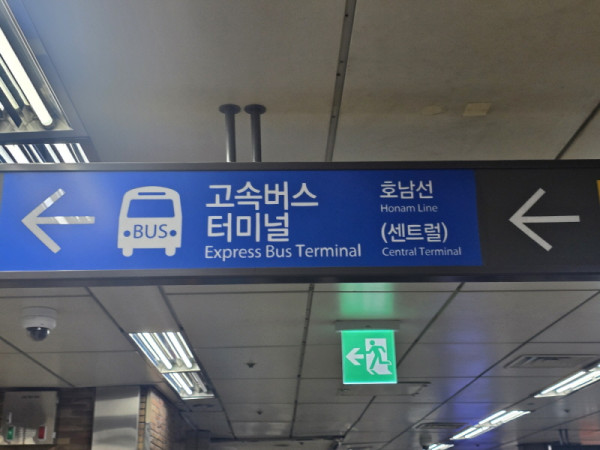 BUS
고속버스
터미널
Express Bus Terminal
호남선
Honam Line
(센트럴)
Central Terminal